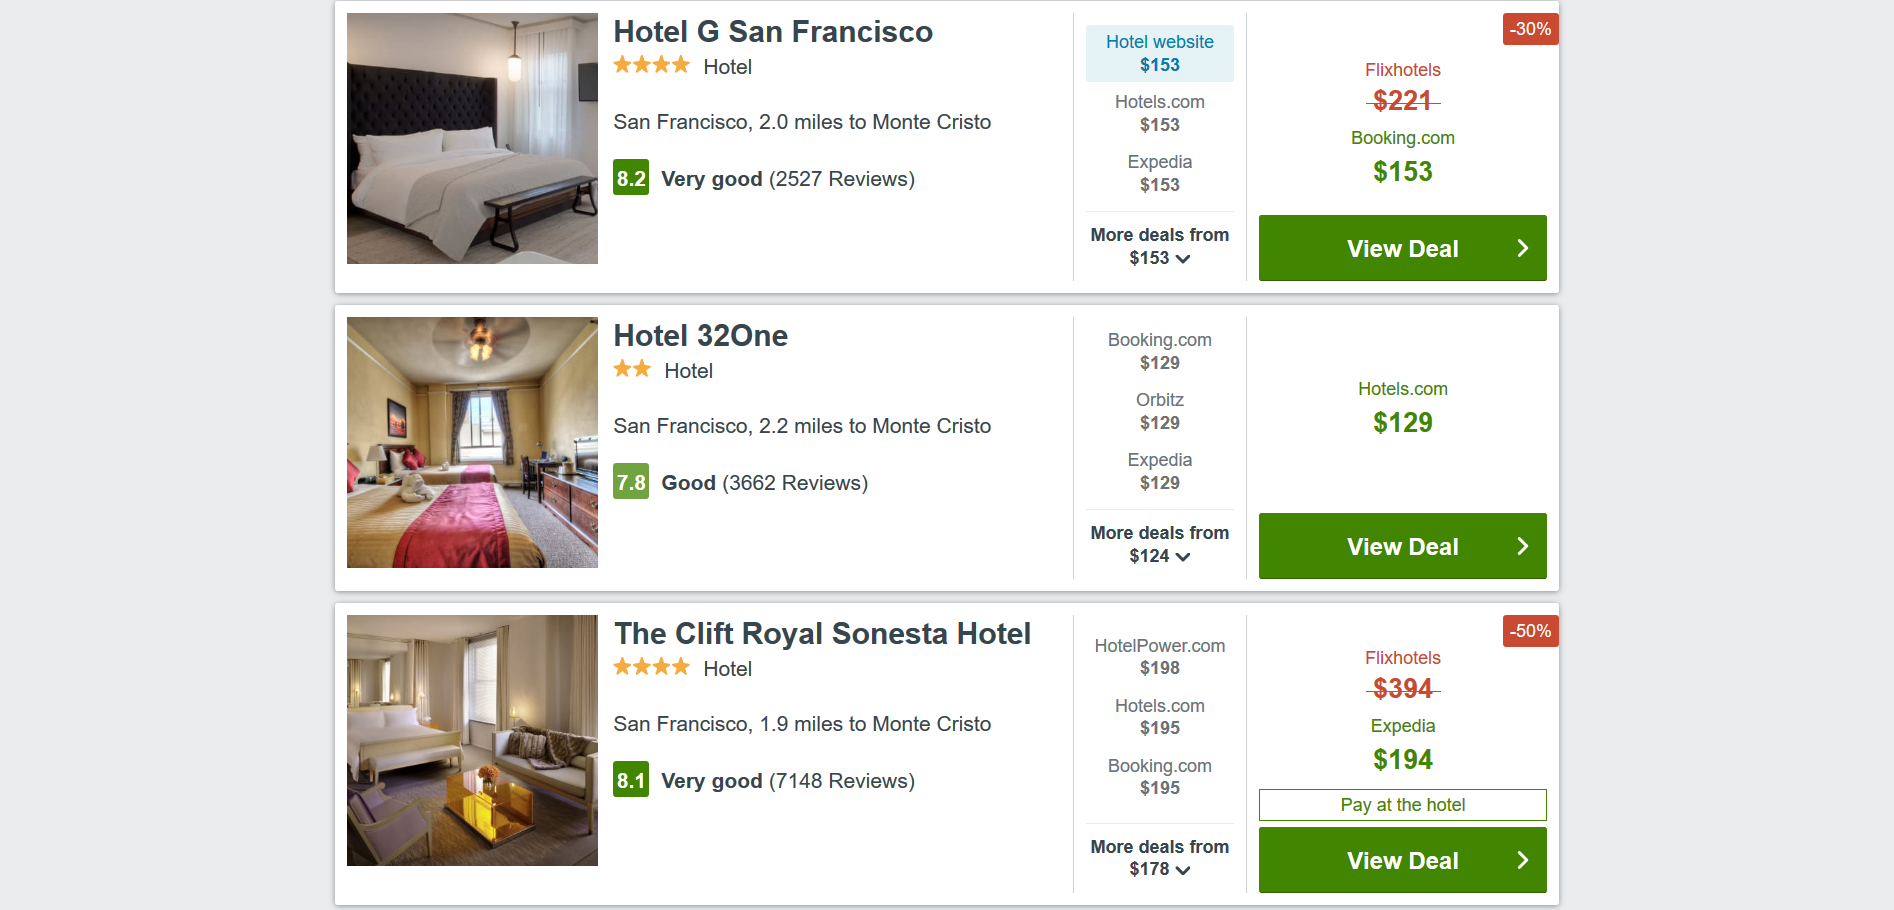 Hotel G San Francisco
Hotel
San Francisco, 2.0 miles to Monte Cristo
8.2 Very good (2527 Reviews)
Hotel website
$153
Hotels.com
$153
Expedia
$153
More deals from
$153
-30%
Flixhotels
$221
Booking.com
$153
View Deal
Hotel 32One
Hotel
San Francisco, 2.2 miles to Monte Cristo
7.8 Good (3662 Reviews)
Booking.com
$129
Orbitz
$129
Expedia
$129
More deals from
$124
Hotels.com
$129
View Deal
The Clift Royal Sonesta Hotel
Hotel
San Francisco, 1.9 miles to Monte Cristo
8.1 Very good (7148 Reviews)
HotelPower.com
$198
Hotels.com
$195
Booking.com
$195
More deals from
$178
-50%
Flixhotels
$394
Expedia
$194
Pay at the hotel
View Deal